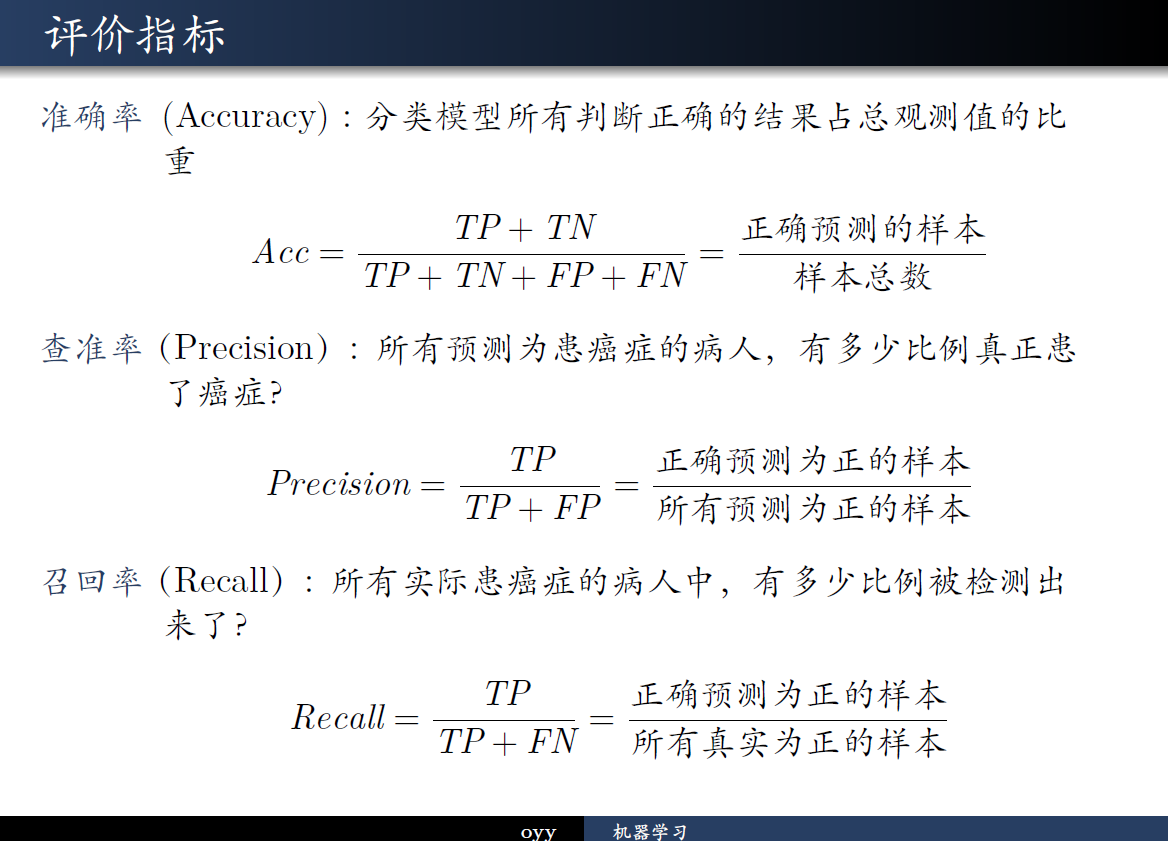 评价指标
准确率 (Accuracy) : 分类模型所有判断正确的结果占总观测值的比
重
Acc = \frac{TP + TN}{TP + TN + FP + FN} = \frac{正确预测的样本}{样本总数}
查准率 (Precision) : 所有预测为患癌症的病人, 有多少比例真正患
了癌症?
Precision = \frac{TP}{TP + FP} = \frac{正确预测为正的样本}{所有预测为正的样本}
召回率 (Recall) : 所有实际患癌症的病人中, 有多少比例被检测出
来了?
Recall = \frac{TP}{TP + FN} = \frac{正确预测为正的样本}{所有真实为正的样本}
oyy 机器学习